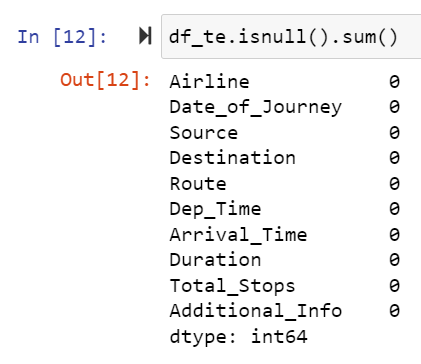 In [12]: df_te.isnull().sum()
Out[12]: Airline 0
Date_of_Journey 0
Source 0
Destination 0
Route 0
Dep_Time 0
Arrival_Time 0
Duration 0
Total_Stops 0
Additional_Info 0
dtype: int64